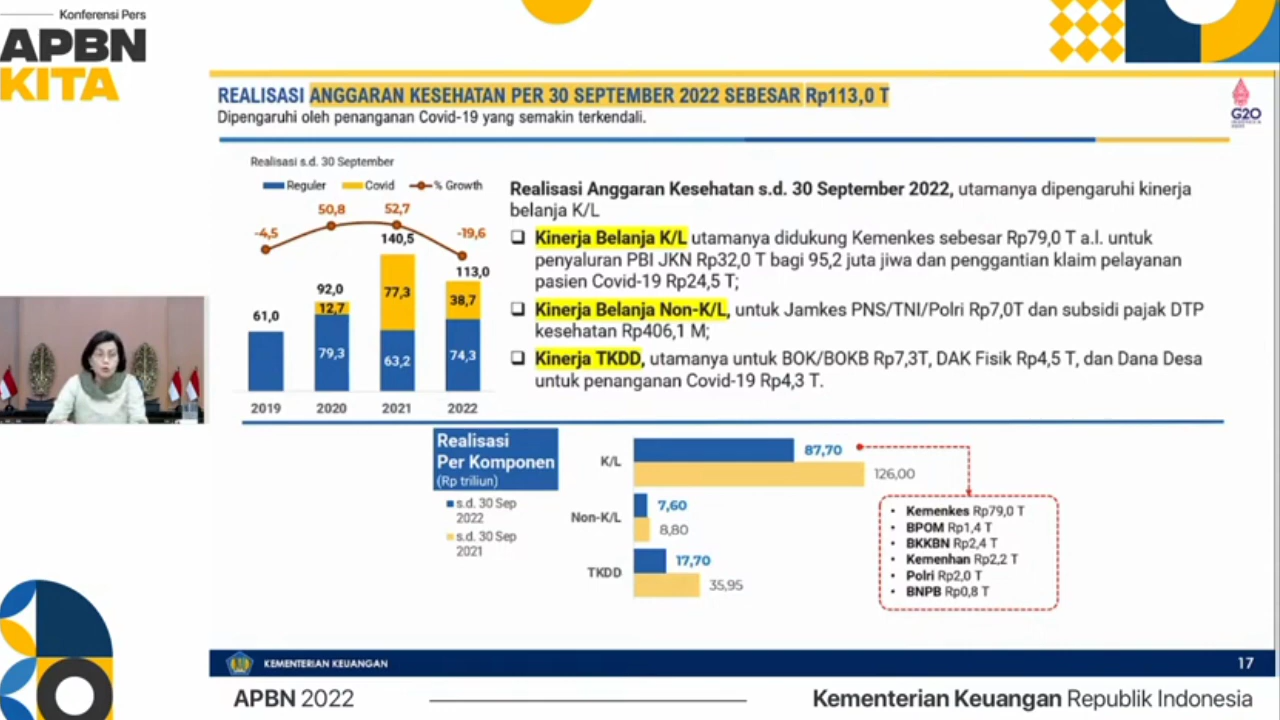 Konferensi Pers
APBN
KITA
REALISASI ANGGARAN KESEHATAN PER 30 SEPTEMBER 2022 SEBESAR Rp113,0 T
Dipengaruhi oleh penanganan Covid-19 yang semakin terkendali.
G20
Realisasi s.d. 30 September
Reguler Covid % Growth
-4,5 50,8 52,7 -19,6
61,0 92,0 140,5 113,0
12,7 77,3 38,7
79,3 63,2 74,3
2019 2020 2021 2022
Realisasi Anggaran Kesehatan s.d. 30 September 2022, utamanya dipengaruhi kinerja
belanja K/L
Kinerja Belanja K/L utamanya didukung Kemenkes sebesar Rp79,0 T a.l. untuk
penyaluran PBI JKN Rp32,0 T bagi 95,2 juta jiwa dan penggantian klaim pelayanan
pasien Covid-19 Rp24,5 T;
Kinerja Belanja Non-K/L, untuk Jamkes PNS/TNI/Polri Rp7,0T dan subsidi pajak DTP
kesehatan Rp406,1 M;
Kinerja TKDD, utamanya untuk BOK/BOKB Rp7,3T, DAK Fisik Rp4,5 T, dan Dana Desa
untuk penanganan Covid-19 Rp4,3 T.
Realisasi
Per Komponen
(Rp triliun)
s.d. 30 Sep
2022
s.d. 30 Sep
2021
K/L
87,70
126,00
Non-K/L
7,60
8,80
TKDD
17,70
35,95
• Kemenkes Rp79,0 T
• BPOM Rp1,4 T
• BKKBN Rp2,4 T
• Kemenhan Rp2,2 T
• Polri Rp2,0 T
• BNPB Rp0,8 T
KEMENTERIAN KEUANGAN
17
APBN 2022
Kementerian Keuangan Republik Indonesia